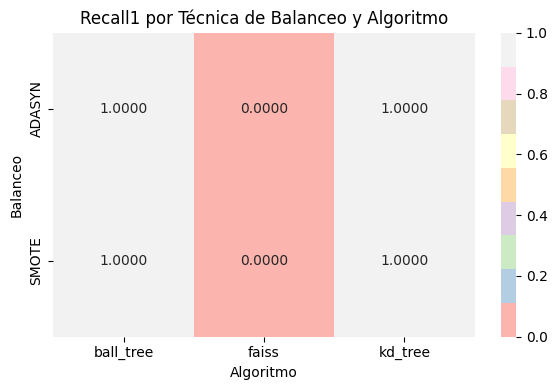 Recall1 por Técnica de Balanceo y Algoritmo
Balanceo
ADASYN
SMOTE
1.0000 0.0000 1.0000
1.0000 0.0000 1.0000
ball_tree faiss kd_tree
Algoritmo
1.0
0.8
0.6
0.4
0.2
0.0